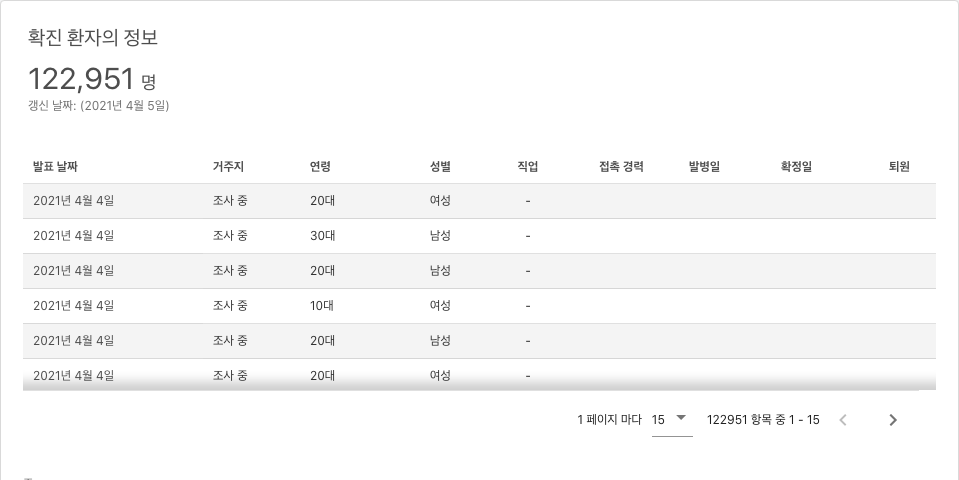 확진 환자의 정보
122,951 명
갱신 날짜: (2021년 4월 5일)
발표 날짜 거주지 연령 성별 직업 접촉 경력 발병일 확정일 퇴원
2021년 4월 4일 조사 중 20대 여성 -
2021년 4월 4일 조사 중 30대 남성 -
2021년 4월 4일 조사 중 20대 남성 -
2021년 4월 4일 조사 중 10대 여성 -
2021년 4월 4일 조사 중 20대 남성 -
2021년 4월 4일 조사 중 20대 여성 -
1 페이지 마다 15 122951 항목 중 1 - 15